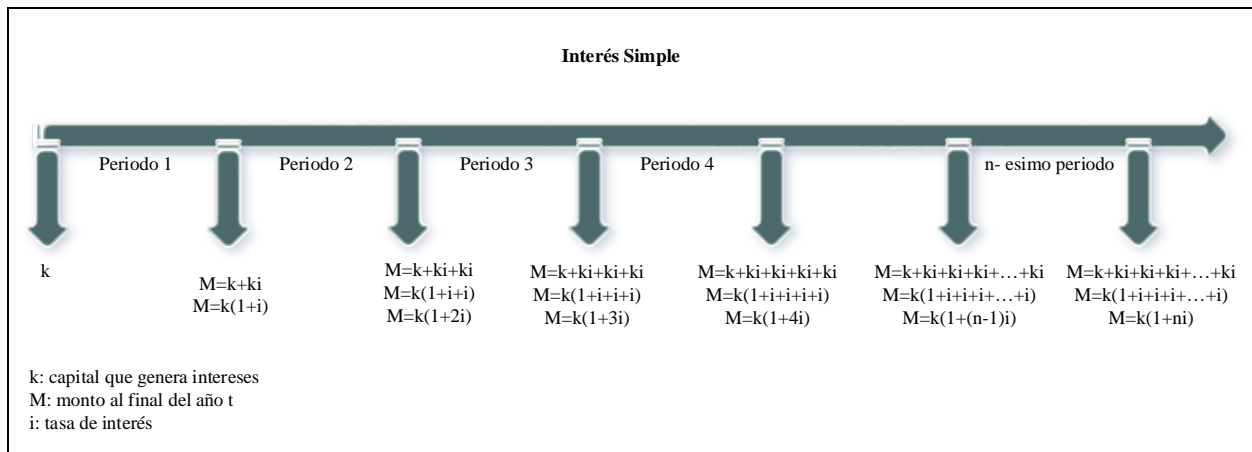 Interés Simple
Periodo 1
Periodo 2
Periodo 3
Periodo 4
n- esimo periodo
k
M=k+ki
M=k(1+i)
M=k+ki+ki
M=k(1+i+i)
M=k(1+2i)
M=k+ki+ki+ki
M=k(1+i+i+i)
M=k(1+3i)
M=k+ki+ki+ki+ki
M=k(1+i+i+i+i)
M=k(1+4i)
M=k+ki+ki+ki+…+ki
M=k(1+i+i+i+…+i)
M=k(1+(n-1)i)
M=k+ki+ki+ki+…+ki
M=k(1+i+i+i+…+i)
M=k(1+ni)
k: capital que genera intereses
M: monto al final del año t
i: tasa de interés